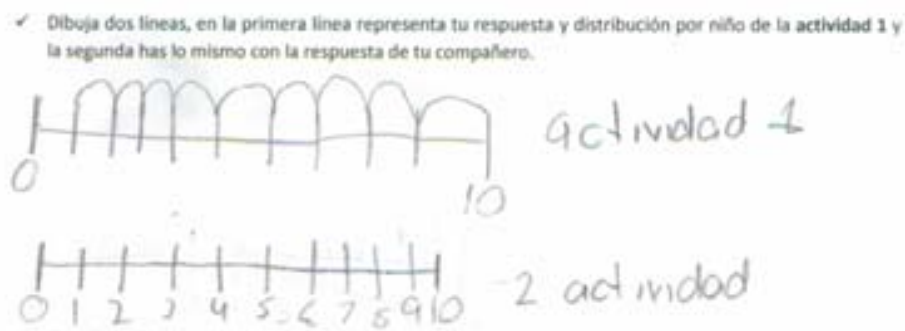 ✓ Dibuja dos líneas, en la primera línea representa tu respuesta y distribución por niño de la actividad 1 y
la segunda has lo mismo con la respuesta de tu compañero.
actividad 1
0 10
0 1 2 3 4 5 6 7 8 9 10
2 actividad